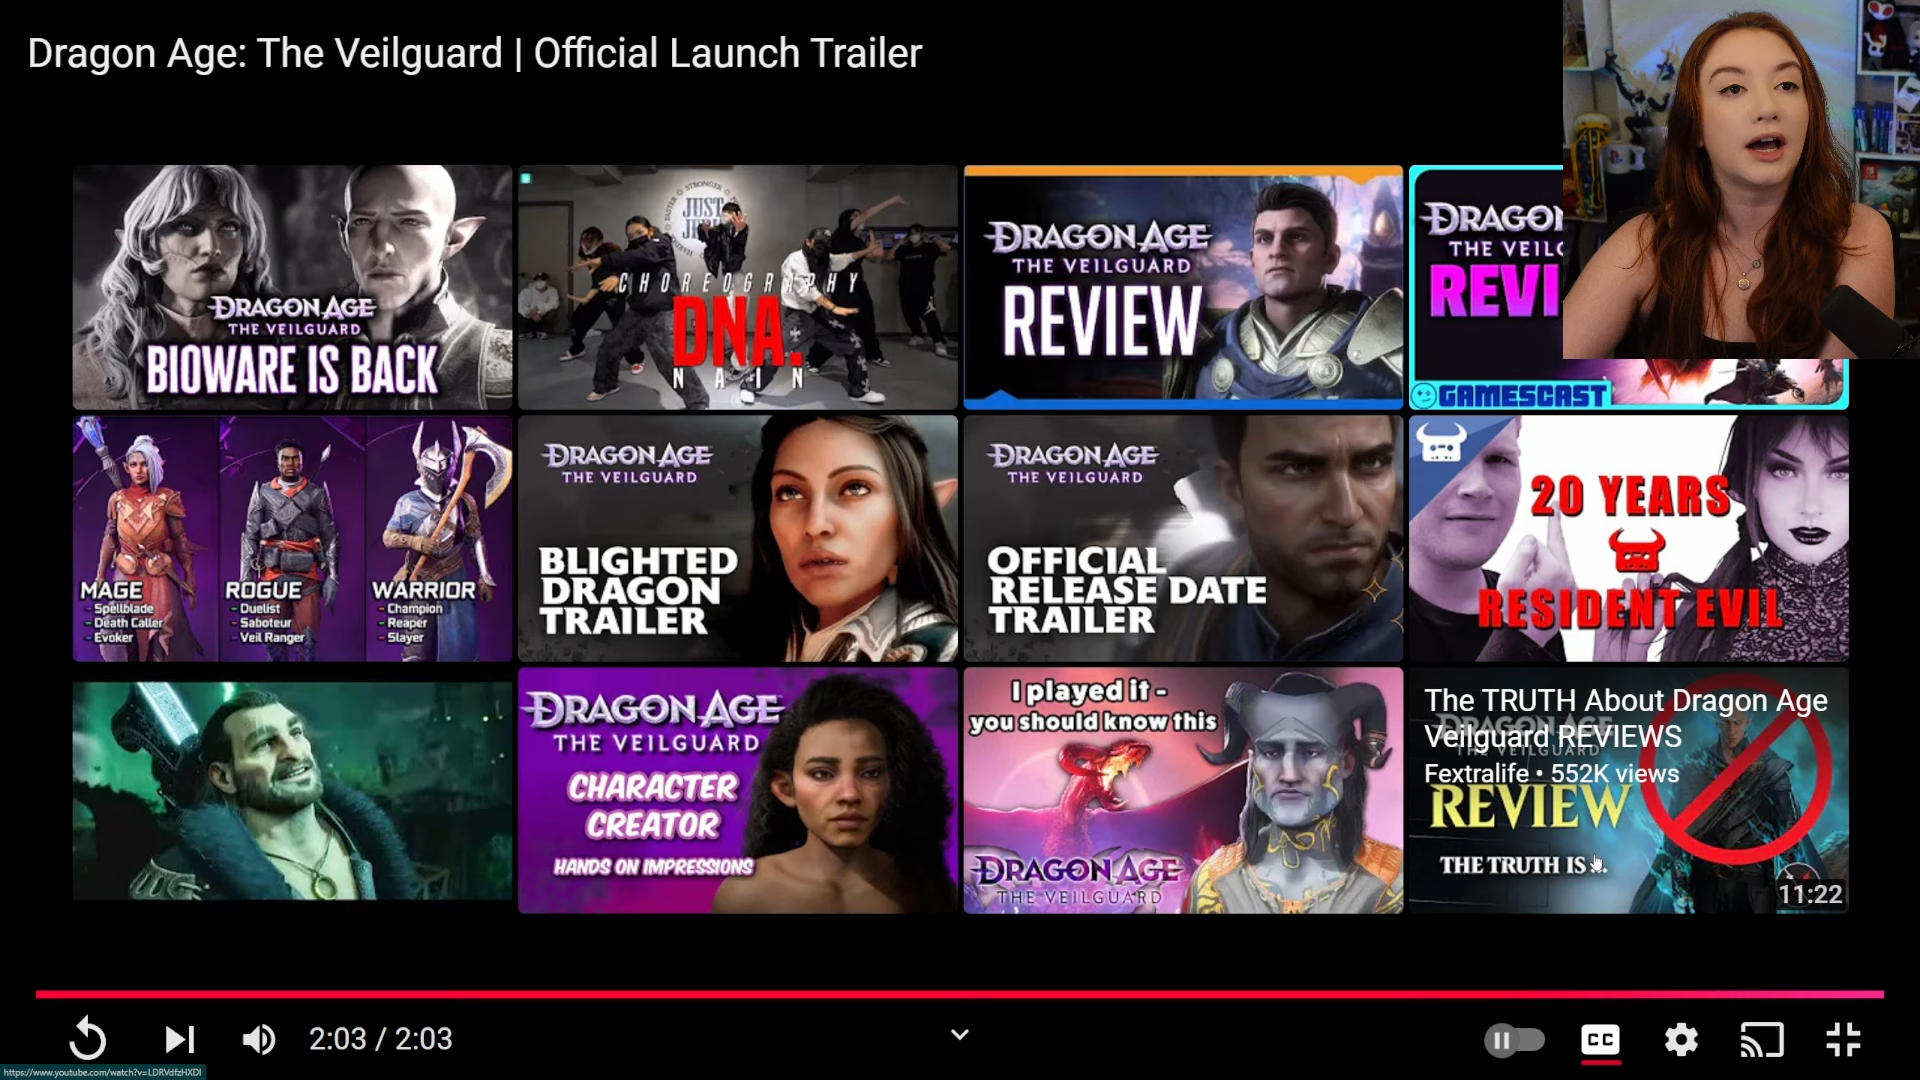 Dragon Age: The Veilguard | Official Launch Trailer
DRAGON AGE
THE VEILGUARD
BIOWARE IS BACK
STRONGER
JUST
CHOREOGRAPHY
DNA.
NAIN
DRAGON AGE
THE VEILGUARD
REVIEW
GAMESCAST
MAGE
- Spellblade
- Death Caller
- Evoker
ROGUE
- Duelist
- Saboteur
- Veil Ranger
WARRIOR
- Champion
- Reaper
- Slayer
DRAGON AGE
THE VEILGUARD
BLIGHTED
DRAGON
TRAILER
DRAGON AGE
THE VEILGUARD
OFFICIAL
RELEASE DATE
TRAILER
20 YEARS
RESIDENT EVIL
DRAGON AGE
THE VEILGUARD
CHARACTER
CREATOR
HANDS ON IMPRESSIONS
I played it -
you should know this
DRAGON AGE
THE VEILGUARD
The TRUTH About Dragon Age
Veilguard REVIEWS
Fextralife • 552K views
DRAGON AGE
THE VEILGUARD
REVIEW
THE TRUTH IS
11:22
2:03 / 2:03
CC
https://www.youtube.com/watch?v=LDRVdfzHXDI